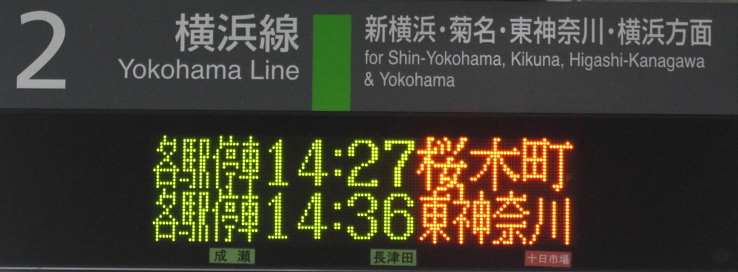 2 横浜線 新横浜・菊名・東神奈川・横浜方面
Yokohama Line for Shin-Yokohama, Kikuna, Higashi-Kanagawa
& Yokohama
各駅停車 14:27 桜木町
各駅停車 14:36 東神奈川
成瀬 長津田 十日市場